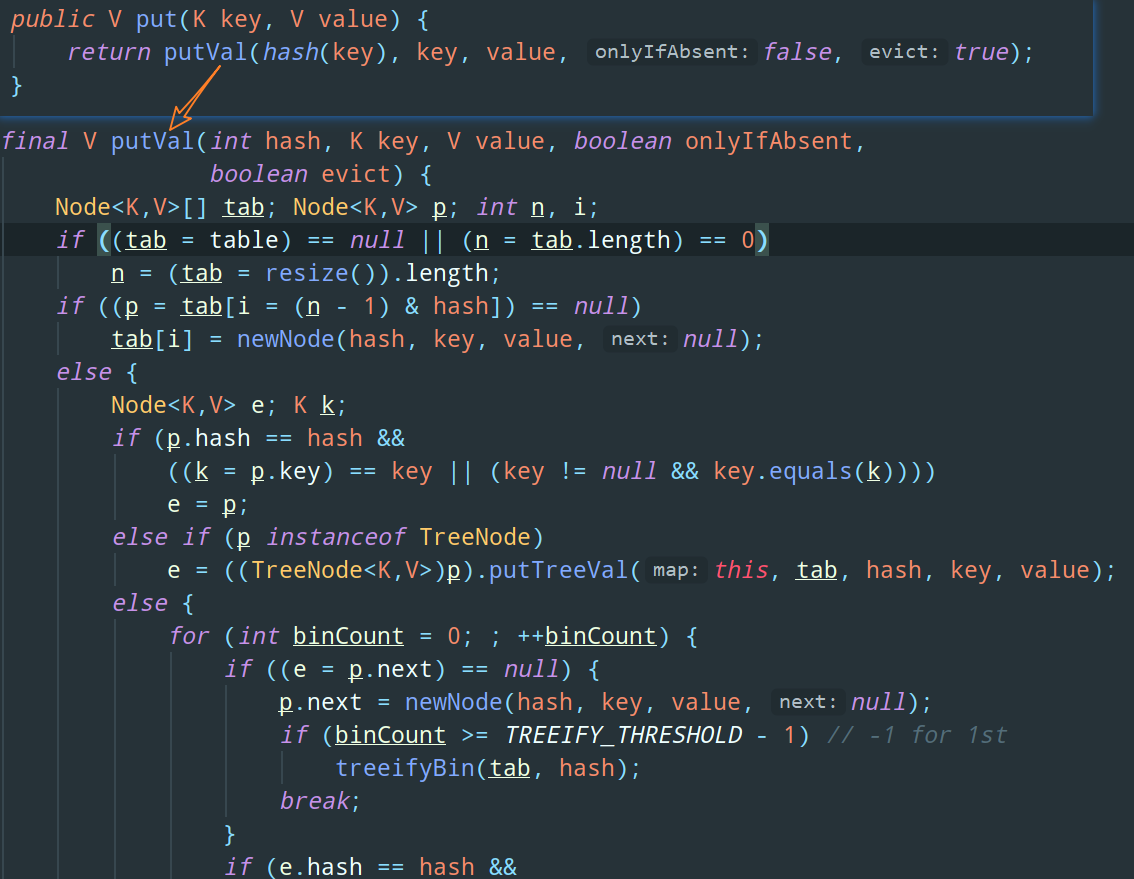 public V put(K key, V value) {
return putVal(hash(key), key, value, onlyIfAbsent: false, evict: true);
}
final V putVal(int hash, K key, V value, boolean onlyIfAbsent,
boolean evict) {
Node<K,V>[] tab; Node<K,V> p; int n, i;
if ((tab = table) == null || (n = tab.length) == 0)
n = (tab = resize()).length;
if ((p = tab[i = (n - 1) & hash]) == null)
tab[i] = newNode(hash, key, value, next: null);
else {
Node<K,V> e; K k;
if (p.hash == hash &&
((k = p.key) == key || (key != null && key.equals(k))))
e = p;
else if (p instanceof TreeNode)
e = ((TreeNode<K,V>)p).putTreeVal( map: this, tab, hash, key, value);
else {
for (int binCount = 0; ; ++binCount) {
if ((e = p.next) == null) {
p.next = newNode(hash, key, value, next: null);
if (binCount >= TREEIFY_THRESHOLD - 1) // -1 for 1st
treeifyBin(tab, hash);
break;
}
if (e.hash == hash &&